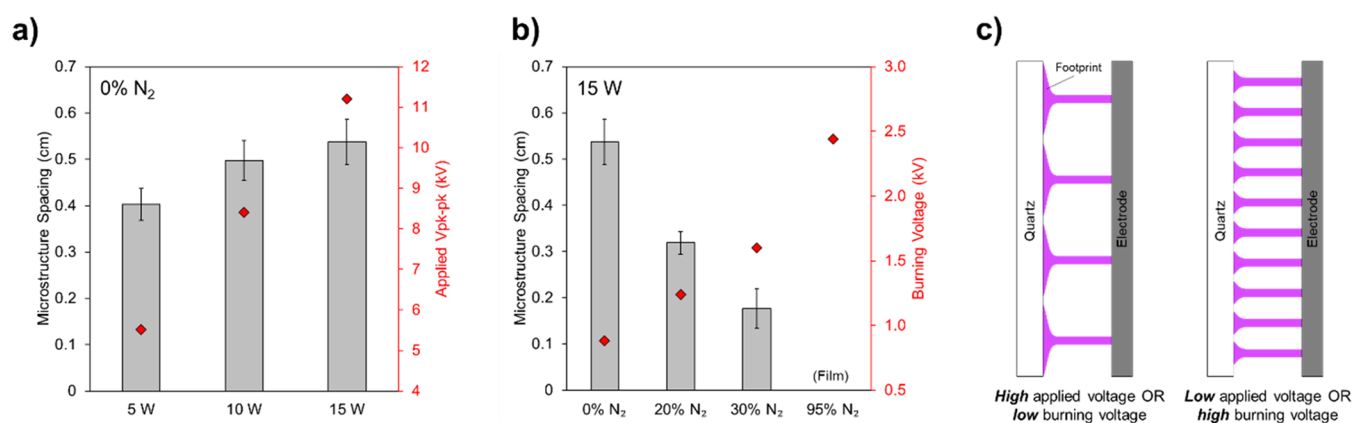 a)
0% N₂
Microstructure Spacing (cm)
0.7
0.6
0.5
0.4
0.3
0.2
0.1
0
5 W
10 W
15 W
12
11
10
9
8
7
6
5
4
Applied Vpk-pk (kV)
b)
15 W
Microstructure Spacing (cm)
0.7
0.6
0.5
0.4
0.3
0.2
0.1
0
0% N₂
20% N₂
30% N₂
95% N₂
(Film)
3.0
2.5
2.0
1.5
1.0
0.5
Burning Voltage (kV)
c)
Footprint
Quartz
Electrode
High applied voltage OR
low burning voltage
Quartz
Electrode
Low applied voltage OR
high burning voltage